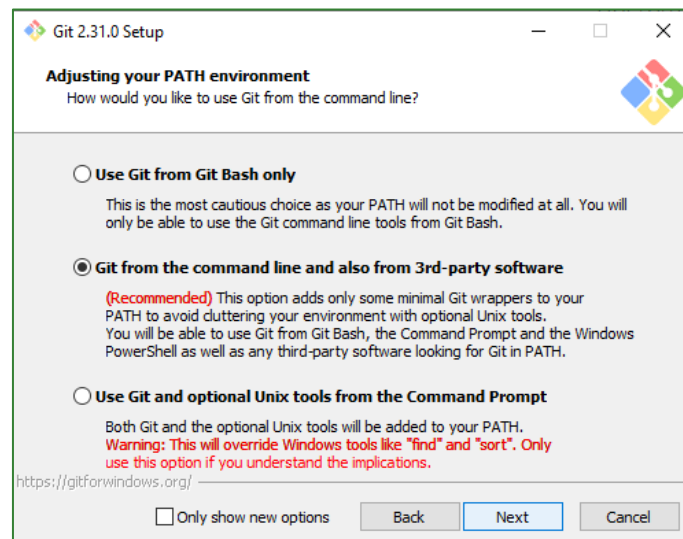 Git 2.31.0 Setup
Adjusting your PATH environment
How would you like to use Git from the command line?
Use Git from Git Bash only
This is the most cautious choice as your PATH will not be modified at all. You will
only be able to use the Git command line tools from Git Bash.
Git from the command line and also from 3rd-party software
(Recommended) This option adds only some minimal Git wrappers to your
PATH to avoid cluttering your environment with optional Unix tools.
You will be able to use Git from Git Bash, the Command Prompt and the Windows
PowerShell as well as any third-party software looking for Git in PATH.
Use Git and optional Unix tools from the Command Prompt
Both Git and the optional Unix tools will be added to your PATH.
Warning: This will override Windows tools like "find" and "sort". Only
use this option if you understand the implications.
https://gitforwindows.org/
Only show new options Back Next Cancel